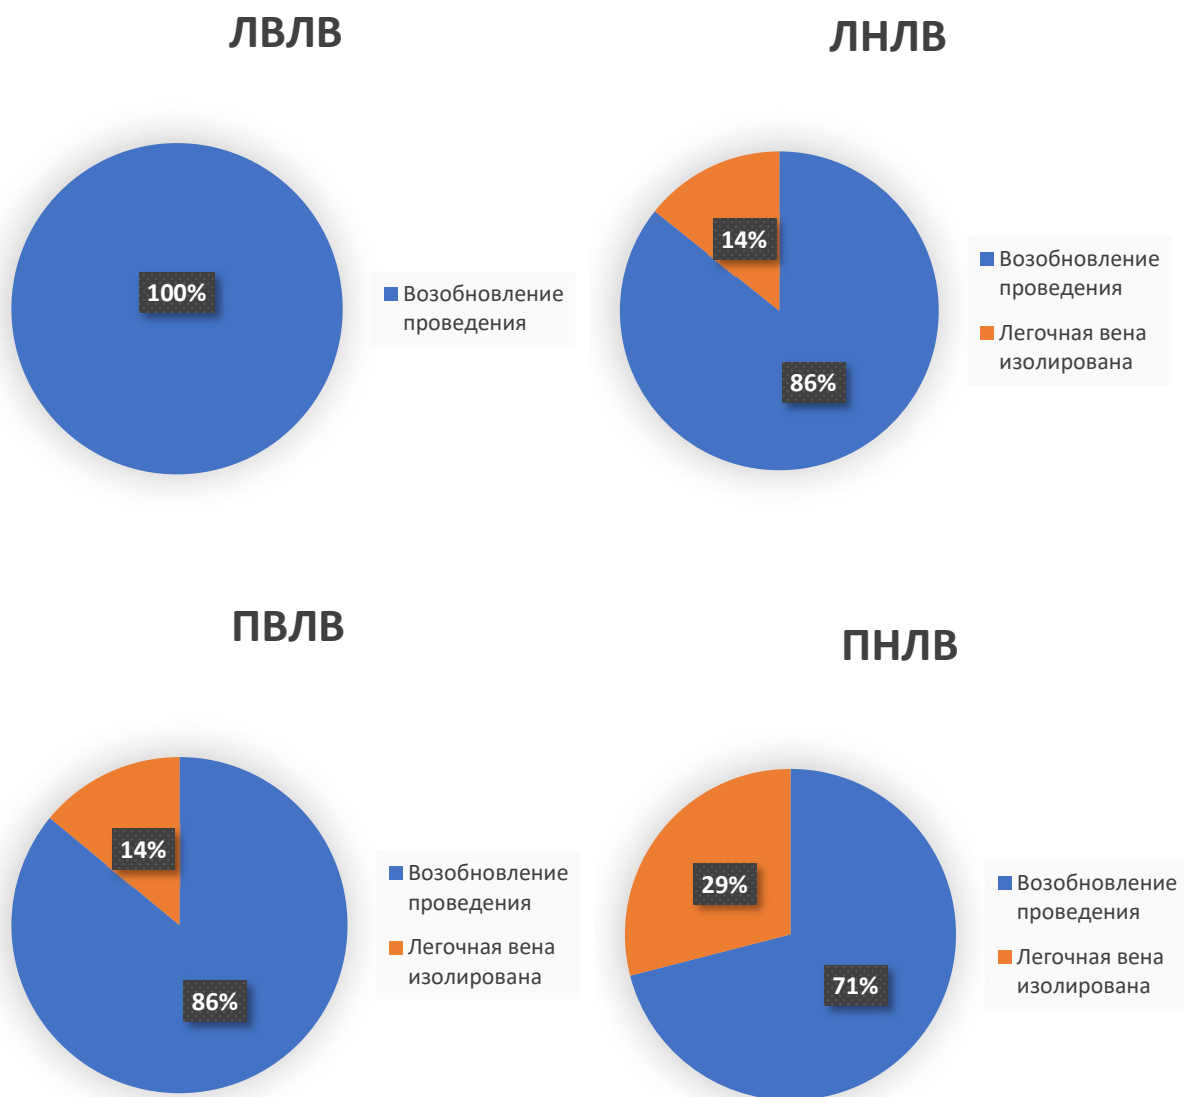 ЛВЛВ
100%
Возобновление
проведения
ЛНЛВ
14%
86%
Возобновление
проведения
Легочная вена
изолирована
ПВЛВ
14%
86%
Возобновление
проведения
Легочная вена
изолирована
ПНЛВ
29%
71%
Возобновление
проведения
Легочная вена
изолирована